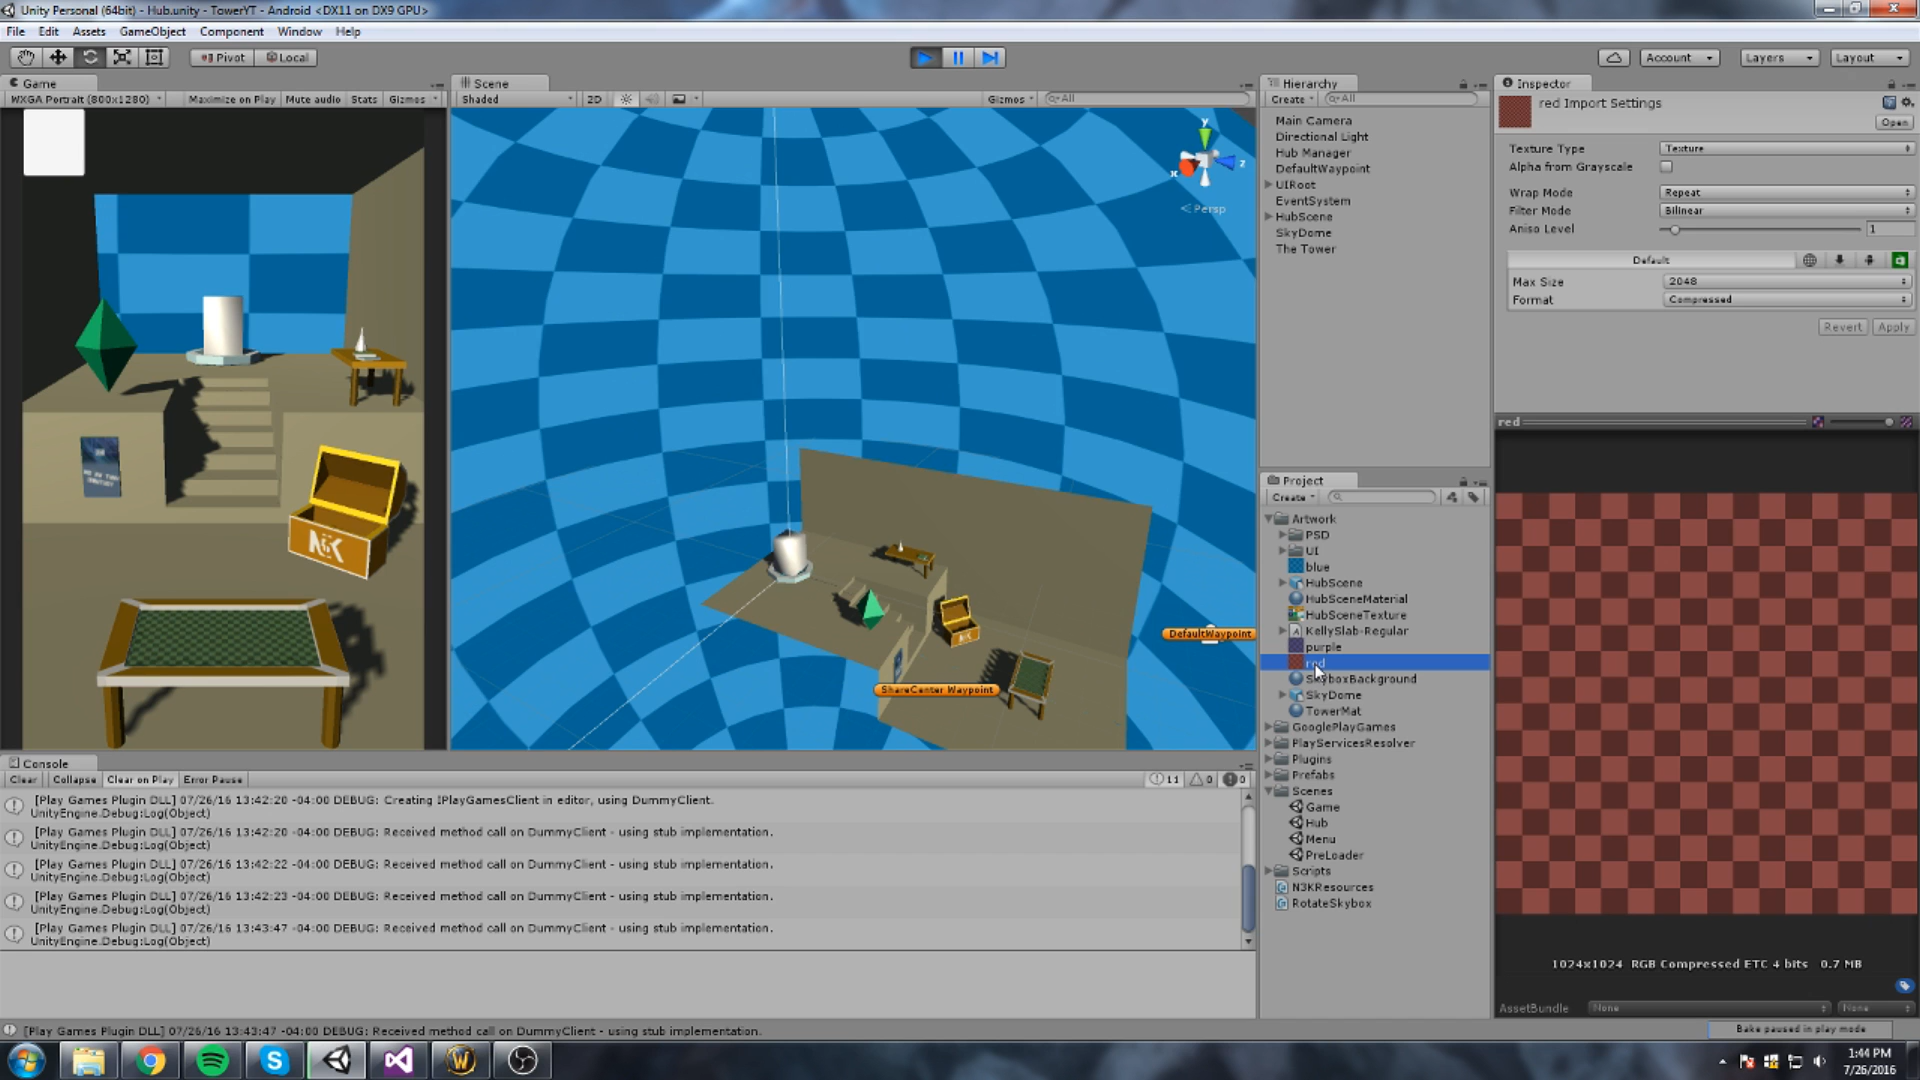 Unity Personal (64bit) - Hub.unity - TowerYT - Android <DX11 on DX9 GPU>
File Edit Assets GameObject Component Window Help
Pivot Local
Account Layers Layout
Game
WXGA Portrait (800x1280) Maximize on Play Mute audio Stats Gizmos
Scene
Shaded 2D Gizmos All
y
x
z
Persp
DefaultWaypoint
ShareCenter Waypoint
N3K
Hierarchy
Create All
Main Camera
Directional Light
Hub Manager
DefaultWaypoint
UIRoot
EventSystem
HubScene
SkyDome
The Tower
Project
Create
Artwork
PSD
UI
blue
HubScene
HubSceneMaterial
HubSceneTexture
KellySlab-Regular
purple
red
SkyboxBackground
SkyDome
TowerMat
GooglePlayGames
PlayServicesResolver
Plugins
Prefabs
Scenes
Game
Hub
Menu
PreLoader
Scripts
N3KResources
RotateSkybox
Inspector
red Import Settings
Open
Texture Type Texture
Alpha from Grayscale
Wrap Mode Repeat
Filter Mode Bilinear
Aniso Level 1
Default
Max Size 2048
Format Compressed
Revert Apply
red
1024x1024 RGB Compressed ETC 4 bits 0.7 MB
AssetBundle None None
Console
Clear Collapse Clear on Play Error Pause 11 0 0
[Play Games Plugin DLL] 07/26/16 13:42:20 -04:00 DEBUG: Creating IPlayGamesClient in editor, using DummyClient.
UnityEngine.Debug:Log(Object)
[Play Games Plugin DLL] 07/26/16 13:42:20 -04:00 DEBUG: Received method call on DummyClient - using stub implementation.
UnityEngine.Debug:Log(Object)
[Play Games Plugin DLL] 07/26/16 13:42:22 -04:00 DEBUG: Received method call on DummyClient - using stub implementation.
UnityEngine.Debug:Log(Object)
[Play Games Plugin DLL] 07/26/16 13:42:23 -04:00 DEBUG: Received method call on DummyClient - using stub implementation.
UnityEngine.Debug:Log(Object)
[Play Games Plugin DLL] 07/26/16 13:43:47 -04:00 DEBUG: Received method call on DummyClient - using stub implementation.
UnityEngine.Debug:Log(Object)
[Play Games Plugin DLL] 07/26/16 13:43:47 -04:00 DEBUG: Received method call on DummyClient - using stub implementation.
Bake paused in play mode
1:44 PM
7/26/2016